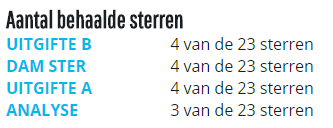 Aantal behaalde sterren
UITGIFTE B 4 van de 23 sterren
DAM STER 4 van de 23 sterren
UITGIFTE A 4 van de 23 sterren
ANALYSE 3 van de 23 sterren